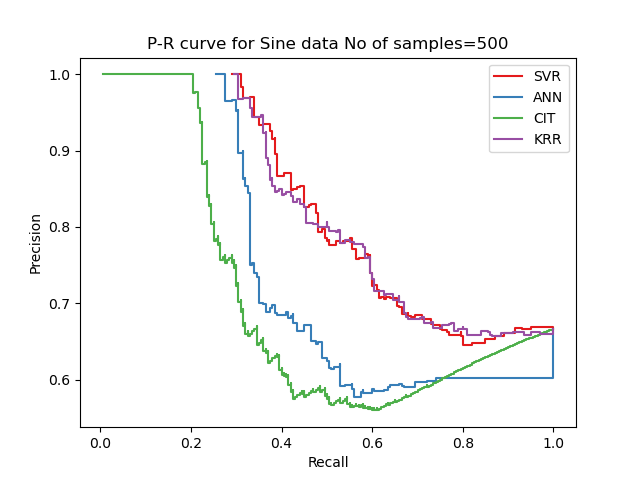 P-R curve for Sine data No of samples=500
SVR
ANN
CIT
KRR
1.0
0.9
0.8
0.7
0.6
Precision
0.0 0.2 0.4 0.6 0.8 1.0
Recall